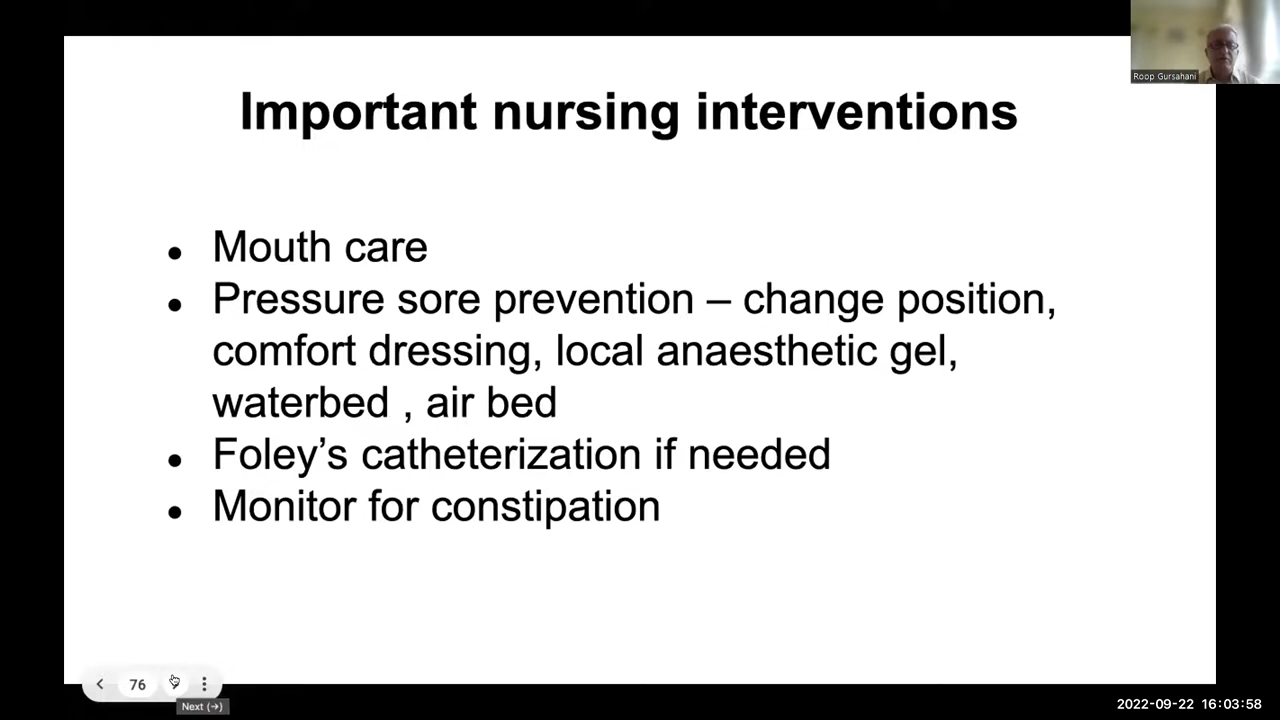 Roop Gursahani
Important nursing interventions
● Mouth care
● Pressure sore prevention – change position,
comfort dressing, local anaesthetic gel,
waterbed , air bed
● Foley’s catheterization if needed
● Monitor for constipation
76
Next (→)
2022-09-22 16:03:58